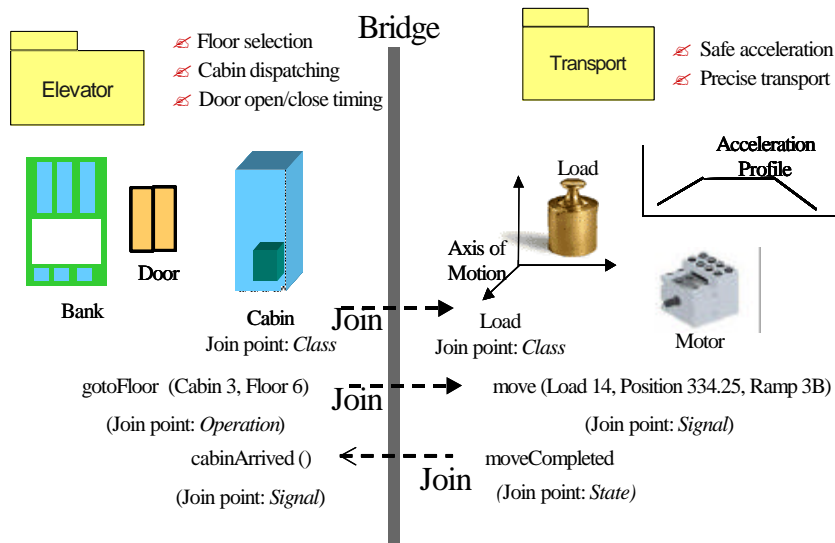 Bridge
Elevator
Floor selection
Cabin dispatching
Door open/close timing
Transport
Safe acceleration
Precise transport
Bank
Door
Cabin
Join point: Class
Join
Load
Axis of
Motion
Load
Join point: Class
Acceleration
Profile
Motor
gotoFloor (Cabin 3, Floor 6)
(Join point: Operation)
Join
move (Load 14, Position 334.25, Ramp 3B)
(Join point: Signal)
cabinArrived ()
(Join point: Signal)
Join
moveCompleted
(Join point: State)